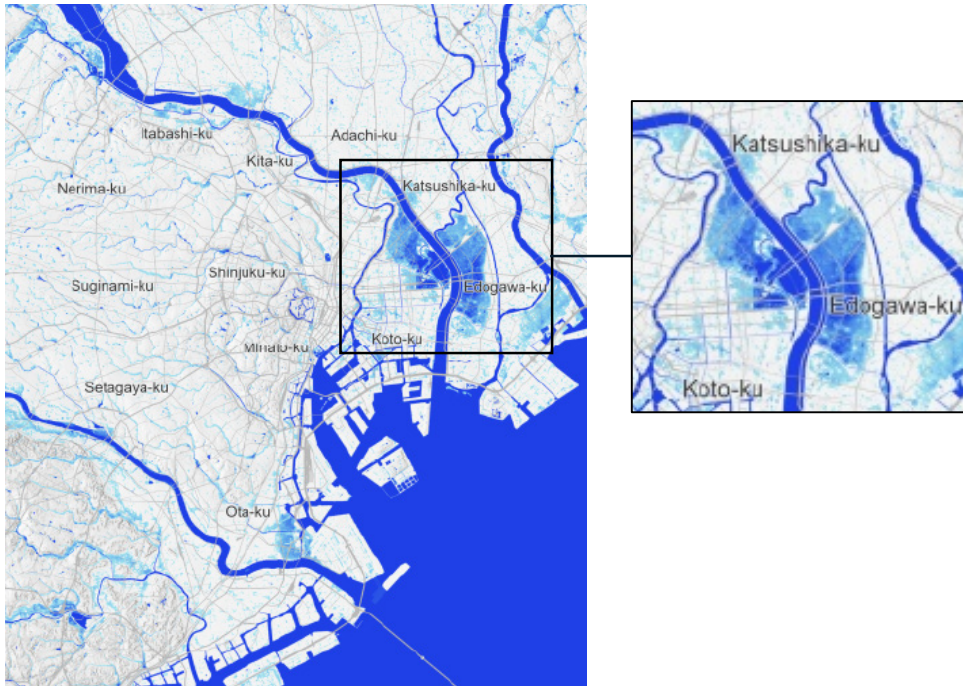 Itabashi-ku
Adachi-ku
Kita-ku
Nerima-ku
Katsushika-ku
Shinjuku-ku
Suginami-ku
Edogawa-ku
Koto-ku
Minato-ku
Setagaya-ku
Ota-ku
Katsushika-ku
Edogawa-ku
Koto-ku